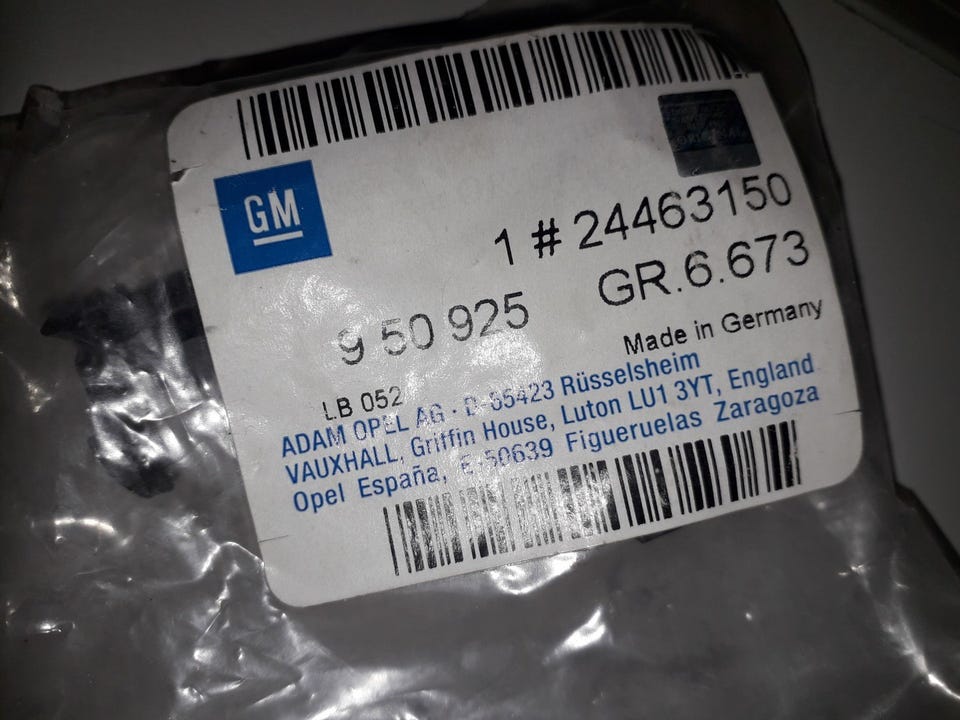 ORIGINAL
GM
1 # 24463150
9 50 925 GR.6.673
Made in Germany
LB 052
ADAM OPEL AG · D-65423 Rüsselsheim
VAUXHALL, Griffin House, Luton LU1 3YT, England
Opel España, E-50639 Figueruelas Zaragoza